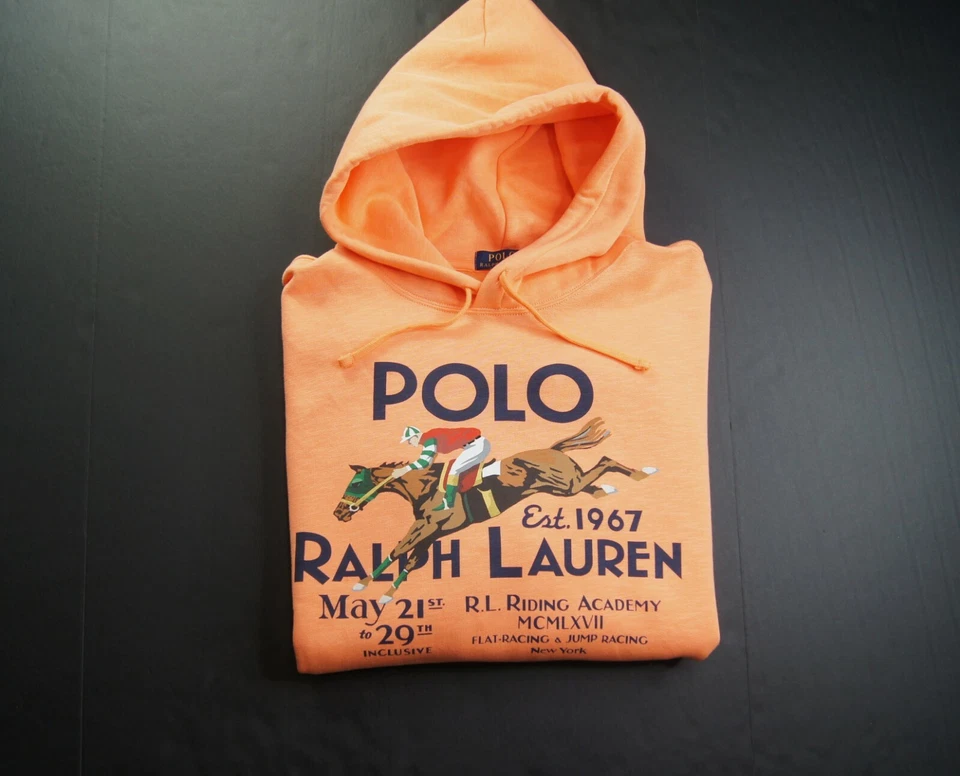 POLO
POLO
Est. 1967
RALPH LAUREN
May 21ST.
to 29TH
INCLUSIVE
R.L. RIDING ACADEMY
MCMLXVII
FLAT-RACING & JUMP RACING
New York